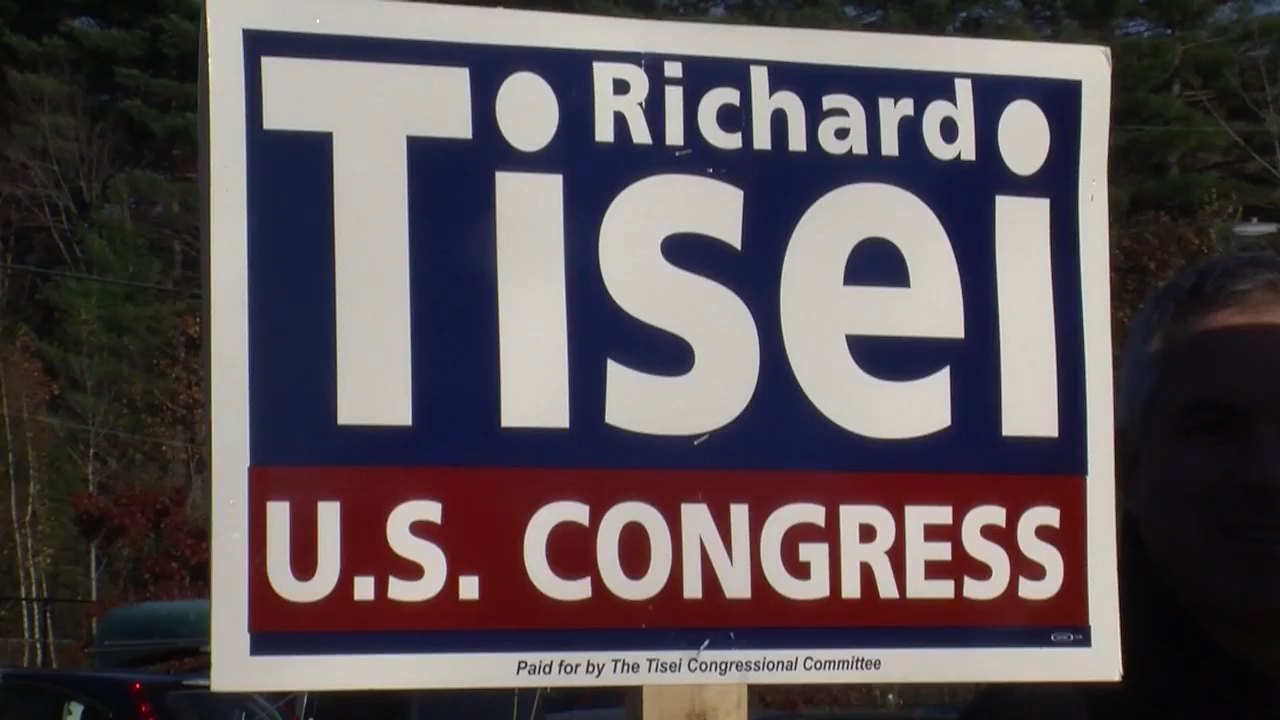 Richard
Tisei
U.S. CONGRESS
Paid for by The Tisei Congressional Committee